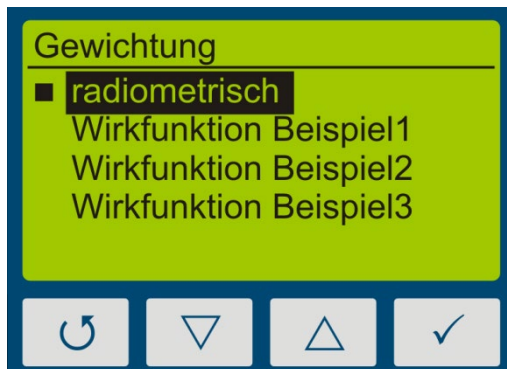 Gewichtung
radiometrisch
Wirkfunktion Beispiel1
Wirkfunktion Beispiel2
Wirkfunktion Beispiel3